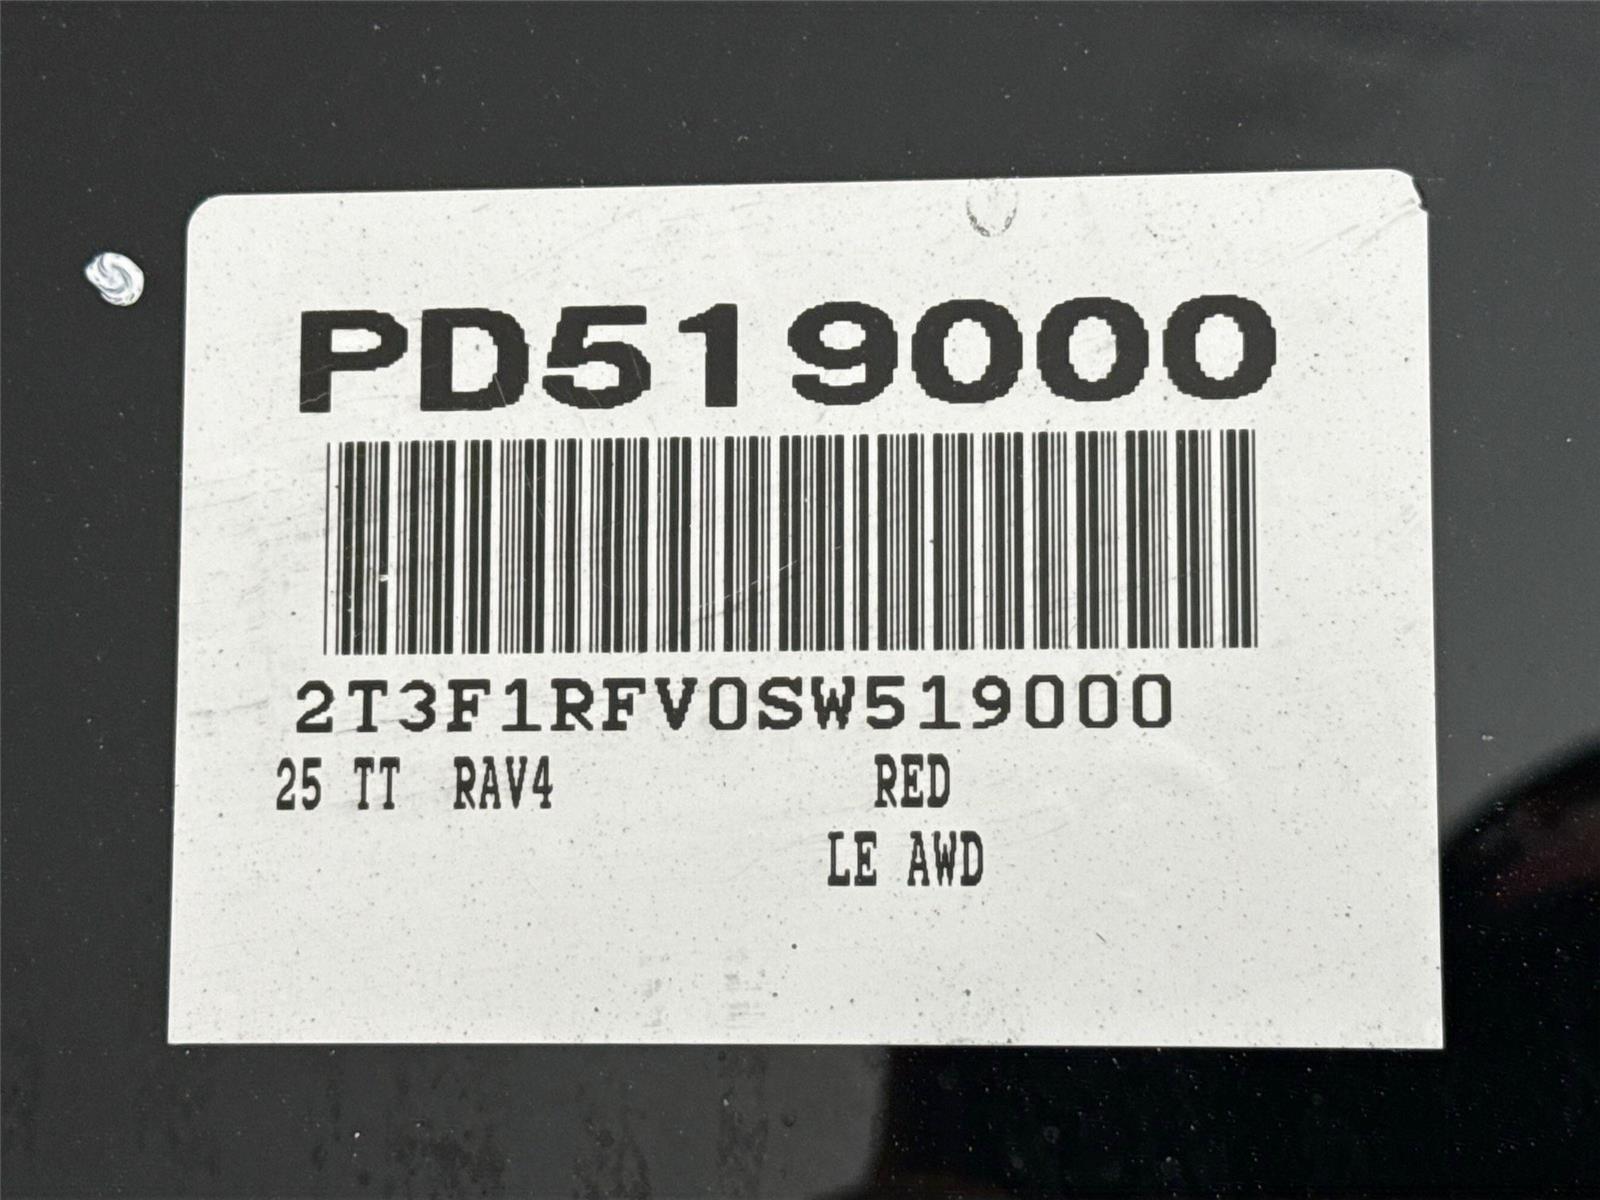 PD519000
2T3F1RFV0SW519000
25 TT RAV4 RED
LE AWD